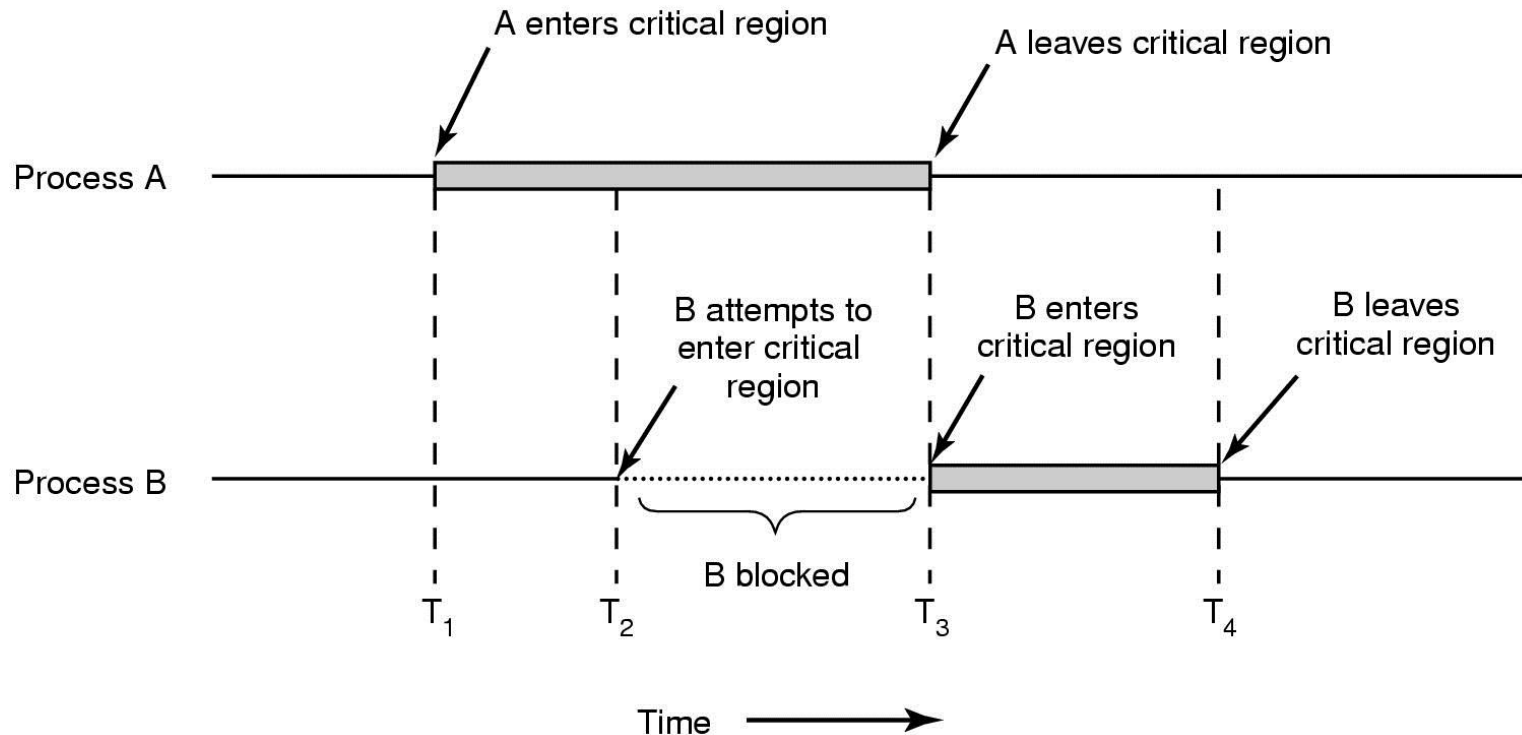 A enters critical region
A leaves critical region
Process A
B attempts to
enter critical
region
B enters
critical region
B leaves
critical region
Process B
B blocked
T1
T2
T3
T4
Time